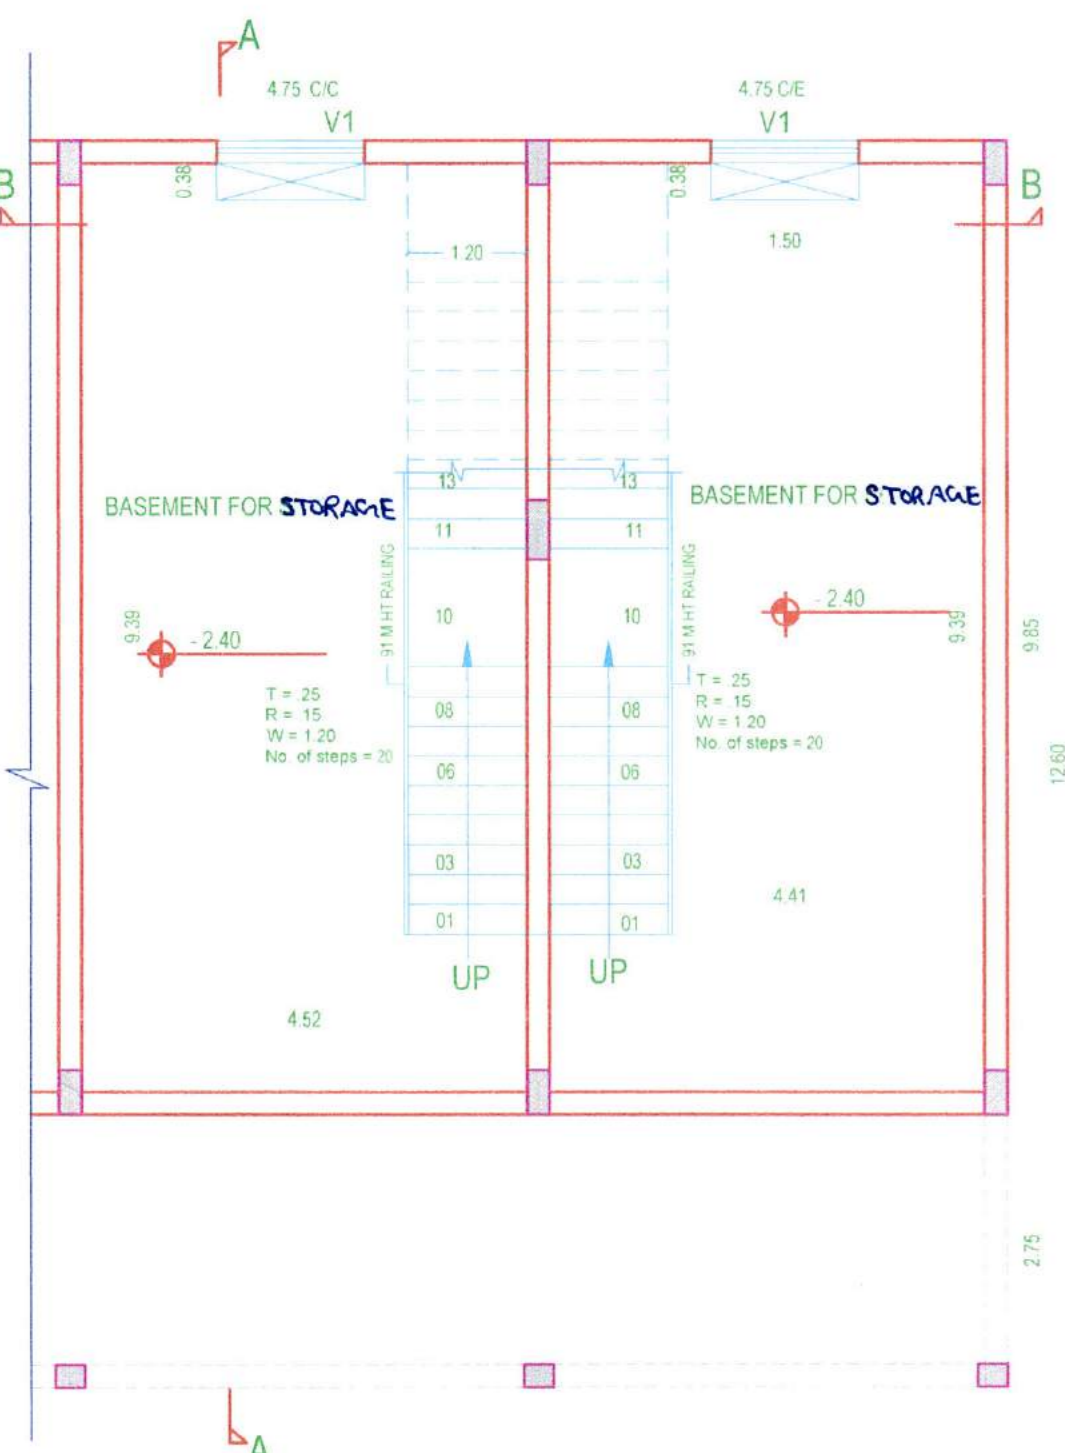 A
4.75 C/C
4.75 C/E
V1
V1
0.38
0.38
B
B
1.20
1.50
13
13
BASEMENT FOR STORAGE
BASEMENT FOR STORAGE
11
11
91 M HT RAILING
91 M HT RAILING
10
10
9.39
- 2.40
- 2.40
9.39
9.85
T = .25
R = .15
W = 1.20
No. of steps = 20
T = .25
R = .15
W = 1.20
No. of steps = 20
08
08
06
06
12.60
03
03
4.41
01
01
UP
UP
4.52
2.75
A